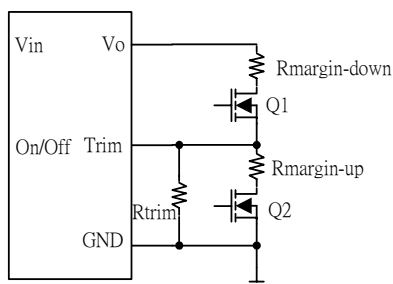 Vin
Vo
Rmargin-down
Q1
On/Off
Trim
Rmargin-up
Rtrim
Q2
GND